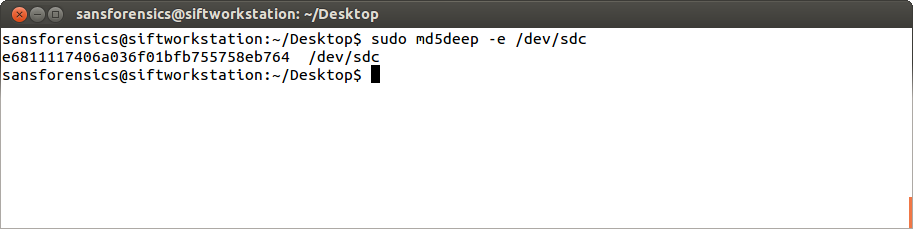 sansforensics@siftworkstation: ~/Desktop
sansforensics@siftworkstation:~/Desktop$ sudo md5deep -e /dev/sdc
e6811117406a036f01bfb755758eb764  /dev/sdc
sansforensics@siftworkstation:~/Desktop$